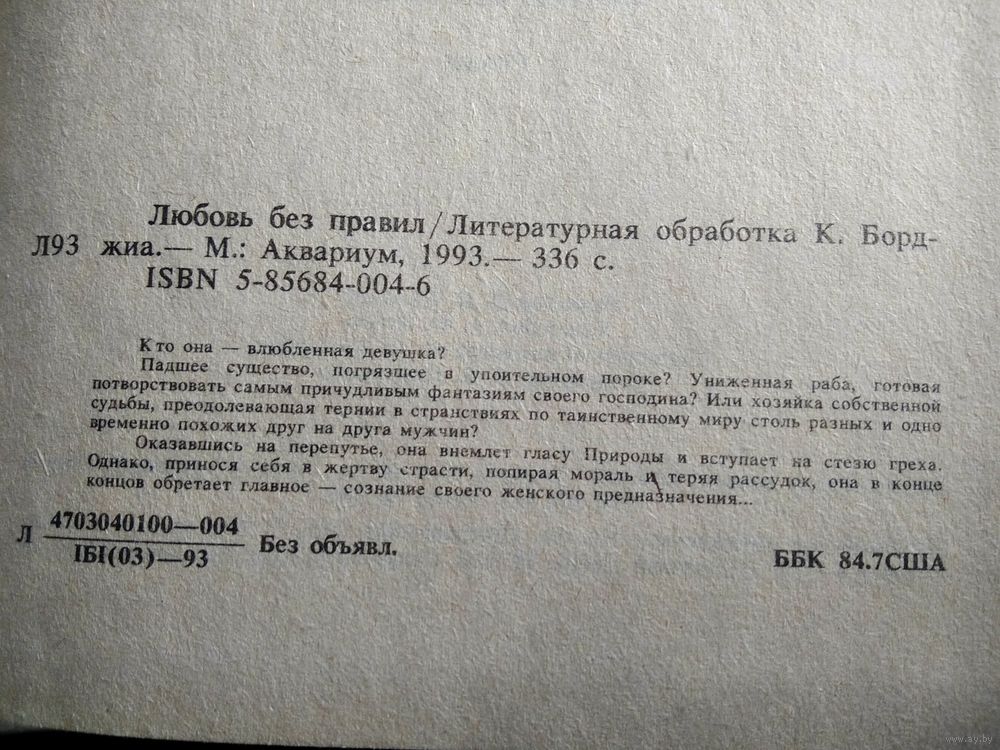 Любовь без правил/Литературная обработка К. Борд-
Л93 жиа.— М.: Аквариум, 1993.— 336 с.
ISBN 5-85684-004-6
Кто она — влюбленная девушка?
Падшее существо, погрязшее в упоительном пороке? Униженная раба, готовая
потворствовать самым причудливым фантазиям своего господина? Или хозяйка собственной
судьбы, преодолевающая тернии в странствиях по таинственному миру столь разных и одно
временно похожих друг на друга мужчин?
Оказавшись на перепутье, она внемлет гласу Природы и вступает на стезю греха.
Однако, принося себя в жертву страсти, попирая мораль и теряя рассудок, она в конце
концов обретает главное — сознание своего женского предназначения...
Л 4703040100—004
IБI(03)—93
Без объявл.
ББК 84.7США
www.ay.by